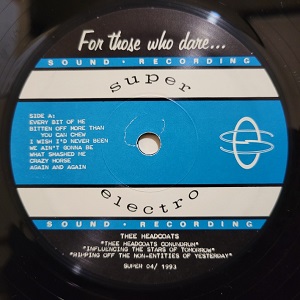 For those who dare...
SOUND · RECORDING
super
SIDE A:
EVERY BIT OF ME
BITTEN OFF MORE THAN
YOU CAN CHEW
I WISH I'D NEVER BEEN
WE AIN'T GONNA BE
WHAT SMASHED ME
CRAZY HORSE
AGAIN AND AGAIN
electro
SOUND · RECORDING
THEE HEADCOATS
"THEE HEADCOATS CONUNDRUM"
"INFLUENCING THE STARS OF TOMORROW"
"RIPPING OFF THE NON-ENTITIES OF YESTERDAY"
SUPER 04/ 1993